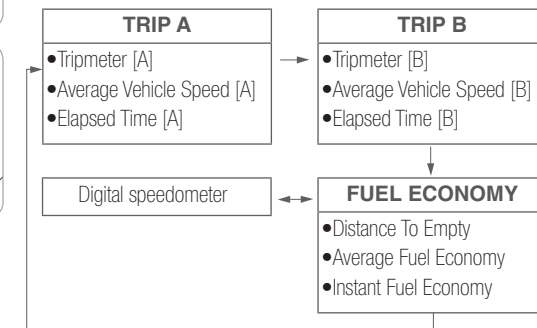 TRIP A
●Tripmeter [A]
●Average Vehicle Speed [A]
●Elapsed Time [A]
TRIP B
●Tripmeter [B]
●Average Vehicle Speed [B]
●Elapsed Time [B]
Digital speedometer
FUEL ECONOMY
●Distance To Empty
●Average Fuel Economy
●Instant Fuel Economy